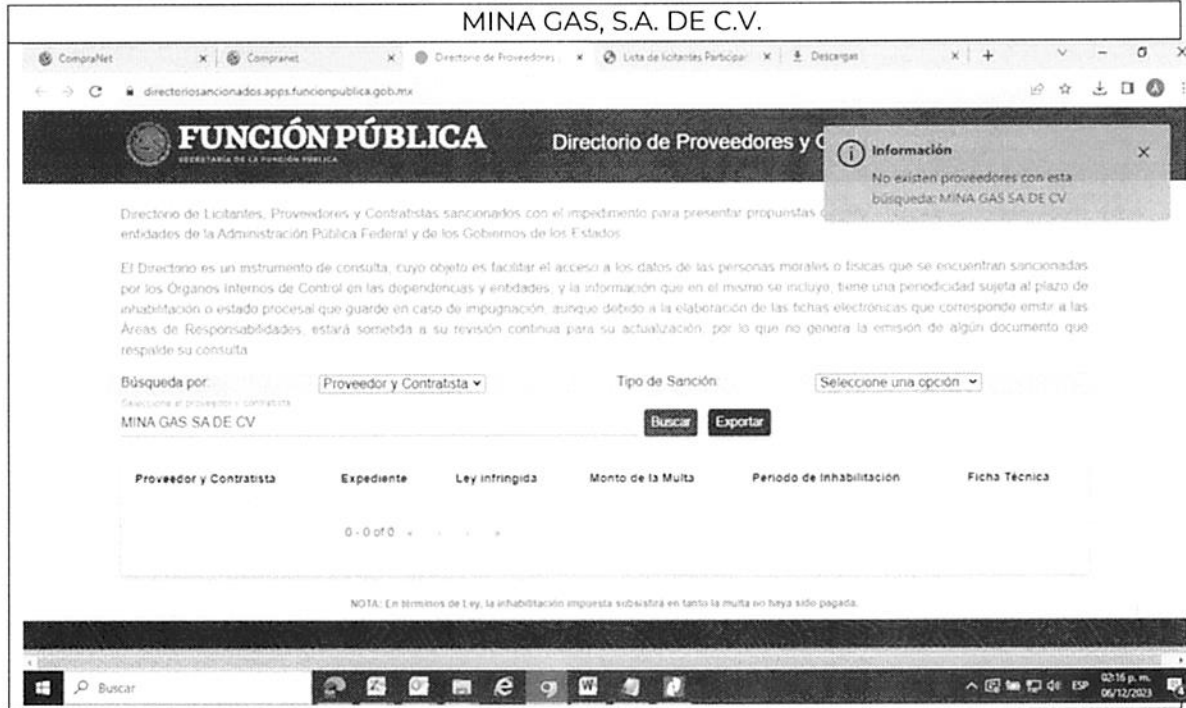 MINA GAS, S.A. DE C.V.
CompraNet
Compranet
Directorio de Proveedores
Lista de licitantes Participar
Descargas
directoriosancionados.apps.funcionpublica.gob.mx
FUNCIÓN PÚBLICA
SECRETARÍA DE LA FUNCIÓN PÚBLICA
Directorio de Proveedores y C
Información
No existen proveedores con esta
búsqueda: MINA GAS SA DE CV
Directorio de Licitantes, Proveedores y Contratistas sancionados con el impedimento para presentar propuestas
entidades de la Administración Pública Federal y de los Gobiernos de los Estados.
El Directorio es un instrumento de consulta, cuyo objeto es facilitar el acceso a los datos de las personas morales o físicas que se encuentran sancionadas
por los Órganos Internos de Control en las dependencias y entidades, y la información que en el mismo se incluye, tiene una periodicidad sujeta al plazo de
inhabilitación o estado procesal que guarde en caso de impugnación, aunque debido a la elaboración de las fichas electrónicas que corresponde emitir a las
Áreas de Responsabilidades, estará sometida a su revisión continua para su actualización, por lo que no genera la emisión de algún documento que
respalde su consulta
Búsqueda por: Proveedor y Contratista Tipo de Sanción Seleccione una opción
Seleccione el proveedor y contratista
MINA GAS SA DE CV Buscar Exportar
Proveedor y Contratista Expediente Ley infringida Monto de la Multa Periodo de Inhabilitación Ficha Técnica
0 - 0 of 0 « ‹ › »
NOTA: En términos de Ley, la inhabilitación impuesta subsistirá en tanto la multa no haya sido pagada.
Buscar
ESP
02:16 p. m.
06/12/2023